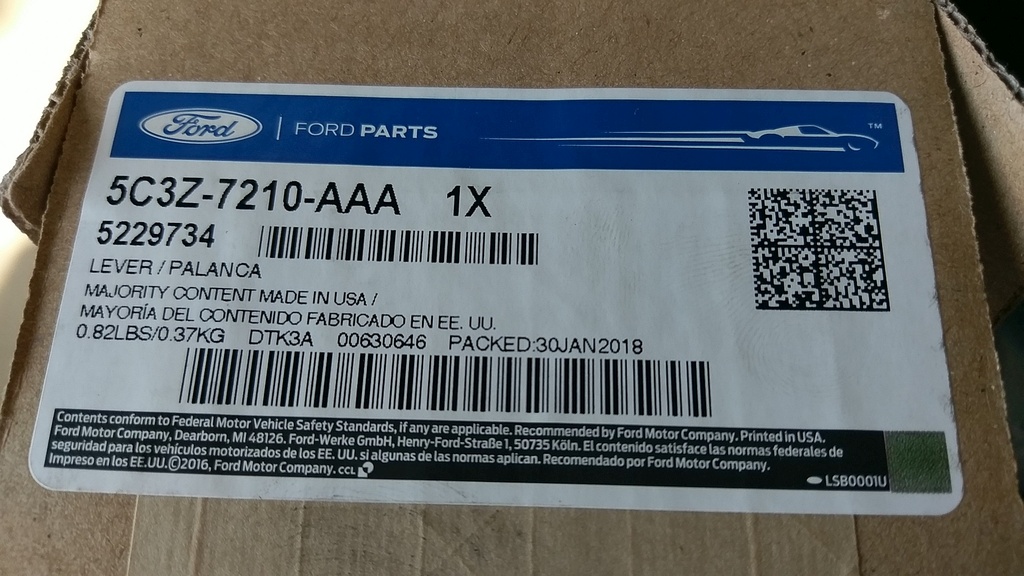 Ford | FORD PARTS TM
5C3Z-7210-AAA 1X
5229734
LEVER / PALANCA
MAJORITY CONTENT MADE IN USA /
MAYORÍA DEL CONTENIDO FABRICADO EN EE. UU.
0.82LBS/0.37KG DTK3A 00630646 PACKED:30JAN2018
Contents conform to Federal Motor Vehicle Safety Standards, if any are applicable. Recommended by Ford Motor Company. Printed in USA.
Ford Motor Company, Dearborn, MI 48126. Ford-Werke GmbH, Henry-Ford-Straße 1, 50735 Köln. El contenido satisface las normas federales de
seguridad para los vehículos motorizados de los EE. UU. si algunas de las normas aplican. Recomendado por Ford Motor Company.
Impreso en los EE.UU.©2016, Ford Motor Company. CCL
LSB0001U